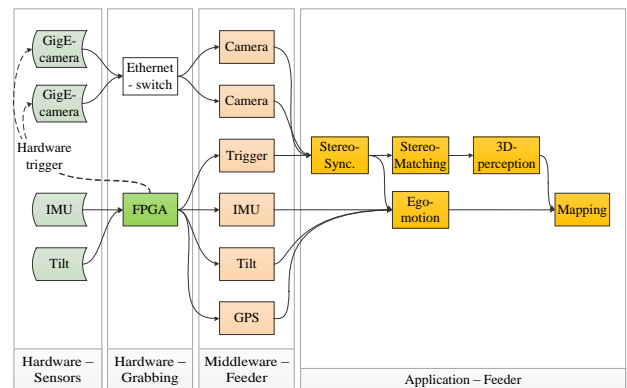 GigE-
camera
GigE-
camera
Hardware
trigger
IMU
Tilt
Ethernet
- switch
FPGA
Camera
Camera
Trigger
IMU
Tilt
GPS
Stereo-
Sync.
Stereo-
Matching
3D-
perception
Ego-
motion
Mapping
Hardware –
Sensors
Hardware –
Grabbing
Middleware –
Feeder
Application – Feeder